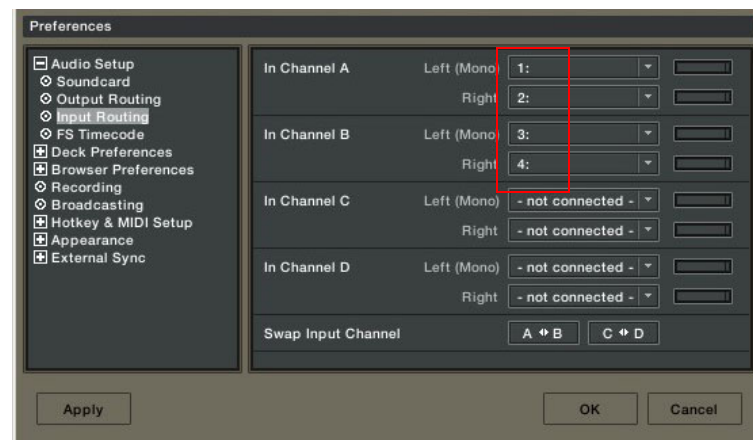 Preferences
Audio Setup
Soundcard
Output Routing
Input Routing
FS Timecode
Deck Preferences
Browser Preferences
Recording
Broadcasting
Hotkey & MIDI Setup
Appearance
External Sync
In Channel A Left (Mono) 1:
Right 2:
In Channel B Left (Mono) 3:
Right 4:
In Channel C Left (Mono) - not connected -
Right - not connected -
In Channel D Left (Mono) - not connected -
Right - not connected -
Swap Input Channel A B C D
Apply OK Cancel